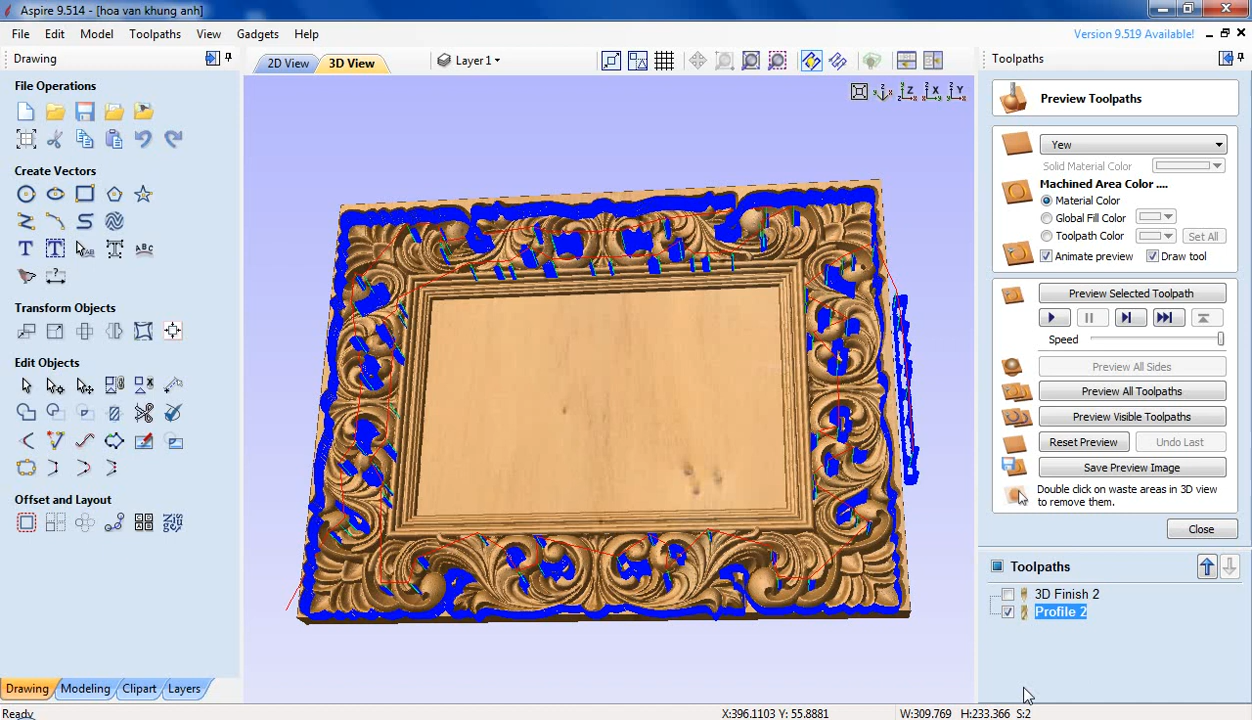 Aspire 9.514 - [hoa van khung anh]
File Edit Model Toolpaths View Gadgets Help
Version 9.519 Available!
Drawing
2D View 3D View Layer 1
Toolpaths
File Operations
Create Vectors
Transform Objects
Edit Objects
Offset and Layout
Z
X
Y
Preview Toolpaths
Yew
Solid Material Color
Machined Area Color ....
Material Color
Global Fill Color
Toolpath Color Set All
Animate preview Draw tool
Preview Selected Toolpath
Speed
Preview All Sides
Preview All Toolpaths
Preview Visible Toolpaths
Reset Preview Undo Last
Save Preview Image
Double click on waste areas in 3D view
to remove them.
Close
Toolpaths
3D Finish 2
Profile 2
Drawing Modeling Clipart Layers
Ready X:396.1103 Y: 55.8881 W:309.769 H:233.366 S:2